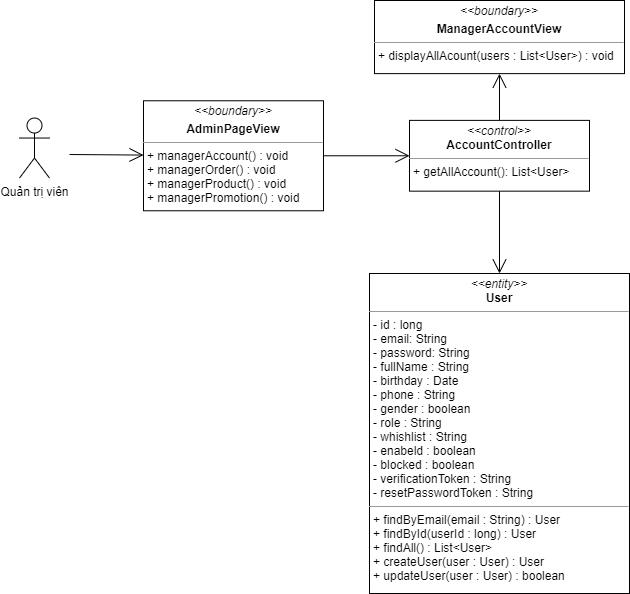 <<boundary>>
ManagerAccountView
+ displayAllAcount(users : List<User>) : void
<<boundary>>
AdminPageView
+ managerAccount() : void
+ managerOrder() : void
+ managerProduct() : void
+ managerPromotion() : void
Quản trị viên
<<control>>
AccountController
+ getAllAccount(): List<User>
<<entity>>
User
- id : long
- email: String
- password: String
- fullName : String
- birthday : Date
- phone : String
- gender : boolean
- role : String
- whishlist : String
- enabeld : boolean
- blocked : boolean
- verificationToken : String
- resetPasswordToken : String
+ findByEmail(email : String) : User
+ findById(userId : long) : User
+ findAll() : List<User>
+ createUser(user : User) : User
+ updateUser(user : User) : boolean